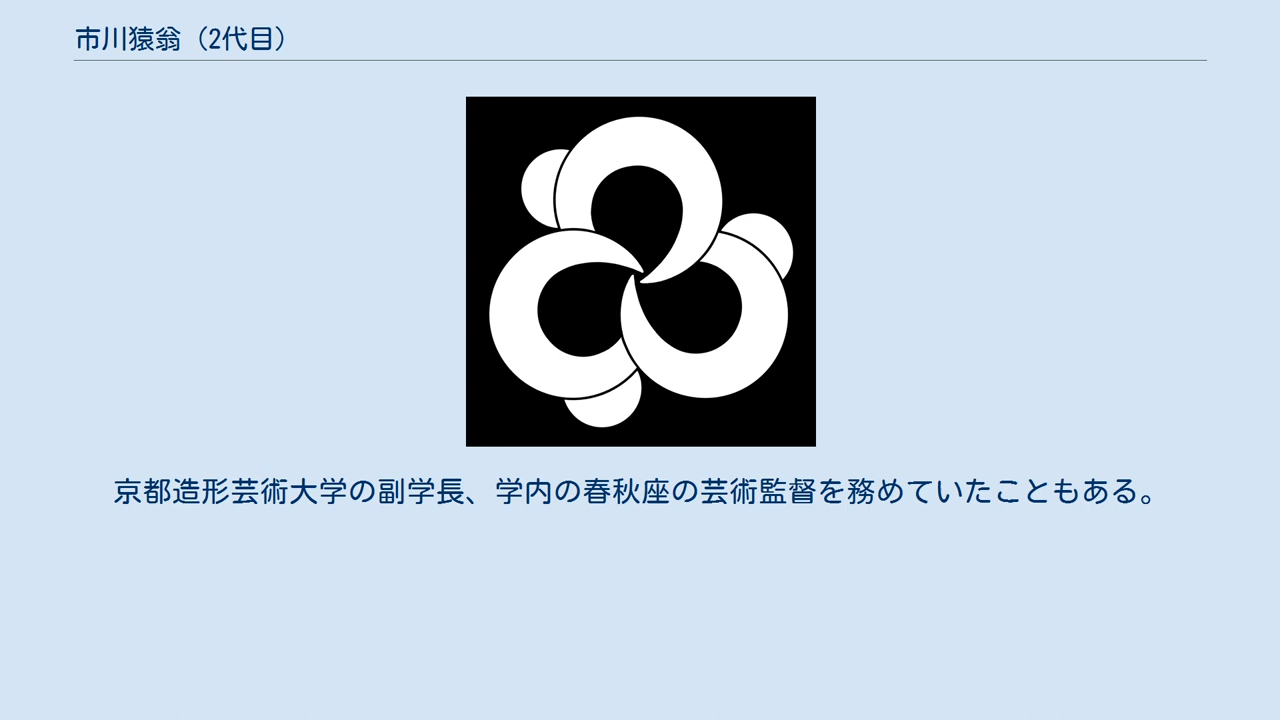 市川猿翁（2代目）
京都造形芸術大学の副学長、学内の春秋座の芸術監督を務めていたこともある。